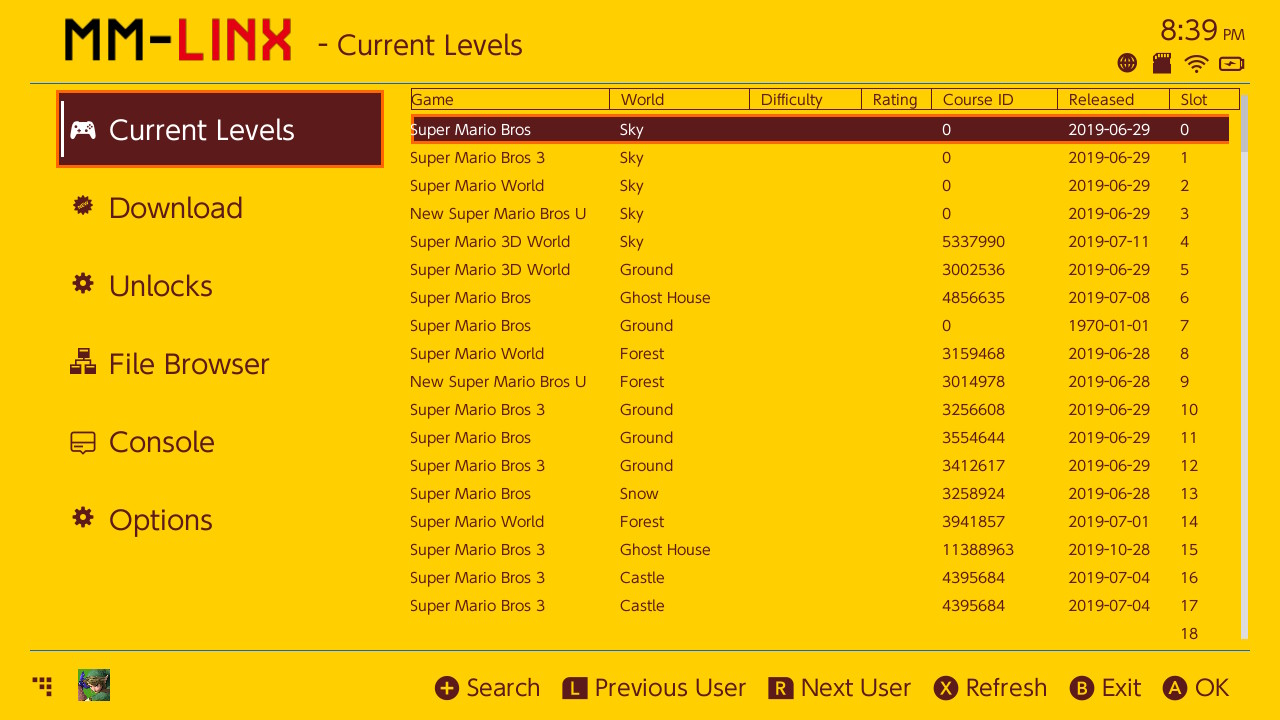 MM-LINX - Current Levels
8:39 PM
Current Levels
Download
Unlocks
File Browser
Console
Options
Game World Difficulty Rating Course ID Released Slot
Super Mario Bros Sky 0 2019-06-29 0
Super Mario Bros 3 Sky 0 2019-06-29 1
Super Mario World Sky 0 2019-06-29 2
New Super Mario Bros U Sky 0 2019-06-29 3
Super Mario 3D World Sky 5337990 2019-07-11 4
Super Mario 3D World Ground 3002536 2019-06-29 5
Super Mario Bros Ghost House 4856635 2019-07-08 6
Super Mario Bros Ground 0 1970-01-01 7
Super Mario World Forest 3159468 2019-06-28 8
New Super Mario Bros U Forest 3014978 2019-06-28 9
Super Mario Bros 3 Ground 3256608 2019-06-29 10
Super Mario Bros Ground 3554644 2019-06-29 11
Super Mario Bros 3 Ground 3412617 2019-06-29 12
Super Mario Bros Snow 3258924 2019-06-28 13
Super Mario World Forest 3941857 2019-07-01 14
Super Mario Bros 3 Ghost House 11388963 2019-10-28 15
Super Mario Bros 3 Castle 4395684 2019-07-04 16
Super Mario Bros 3 Castle 4395684 2019-07-04 17
18
+ Search L Previous User R Next User X Refresh B Exit A OK